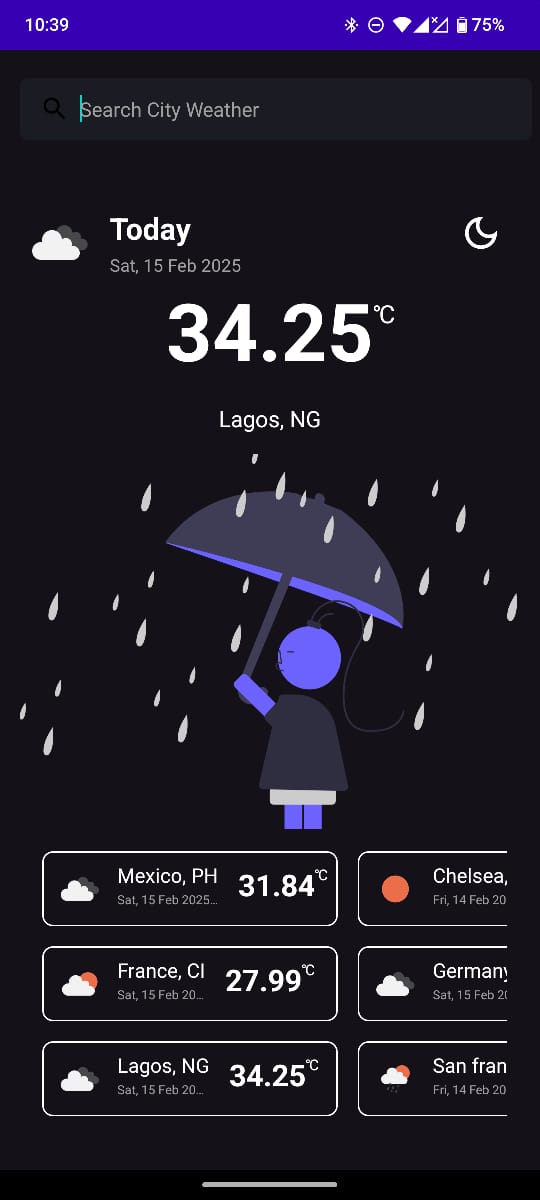 10:39
75%
Search City Weather
Today
Sat, 15 Feb 2025
34.25℃
Lagos, NG
Mexico, PH
31.84℃
Sat, 15 Feb 2025...
Chelsea,
Fri, 14 Feb 20
France, CI
27.99℃
Sat, 15 Feb 20...
Germany
Sat, 15 Feb 20
Lagos, NG
34.25℃
Sat, 15 Feb 20...
San fran
Fri, 14 Feb 20